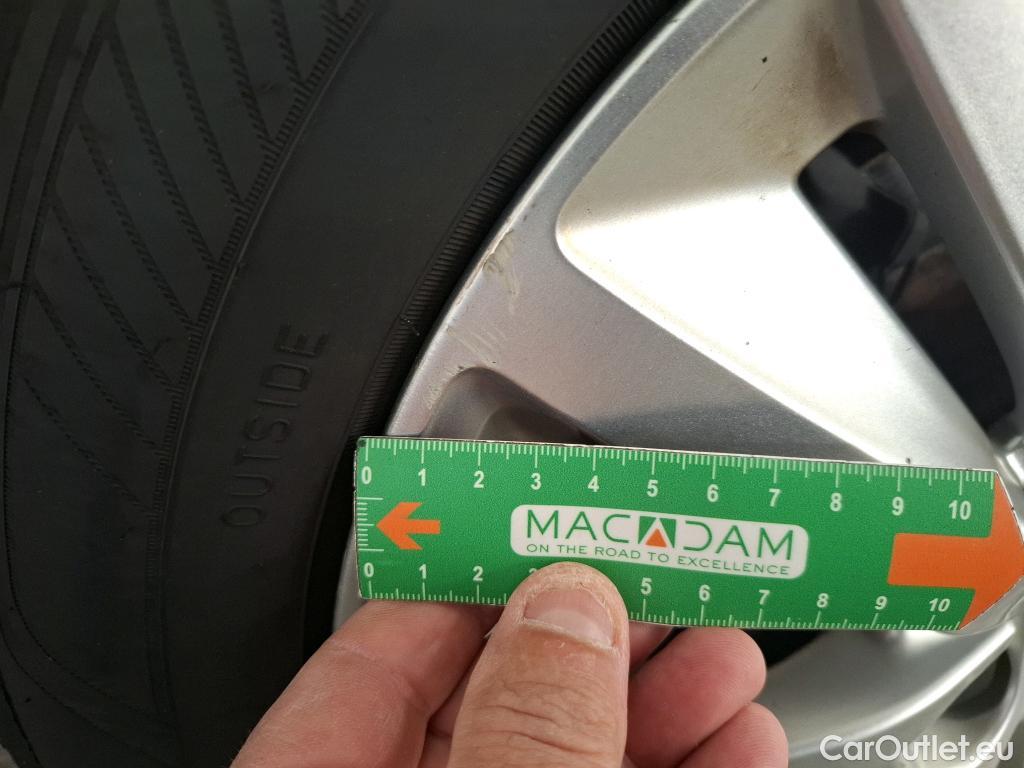 OUTSIDE
0 1 2 3 4 5 6 7 8 9 10
MACADAM
ON THE ROAD TO EXCELLENCE
0 1 2 3 5 6 7 8 9 10
CarOutlet.eu